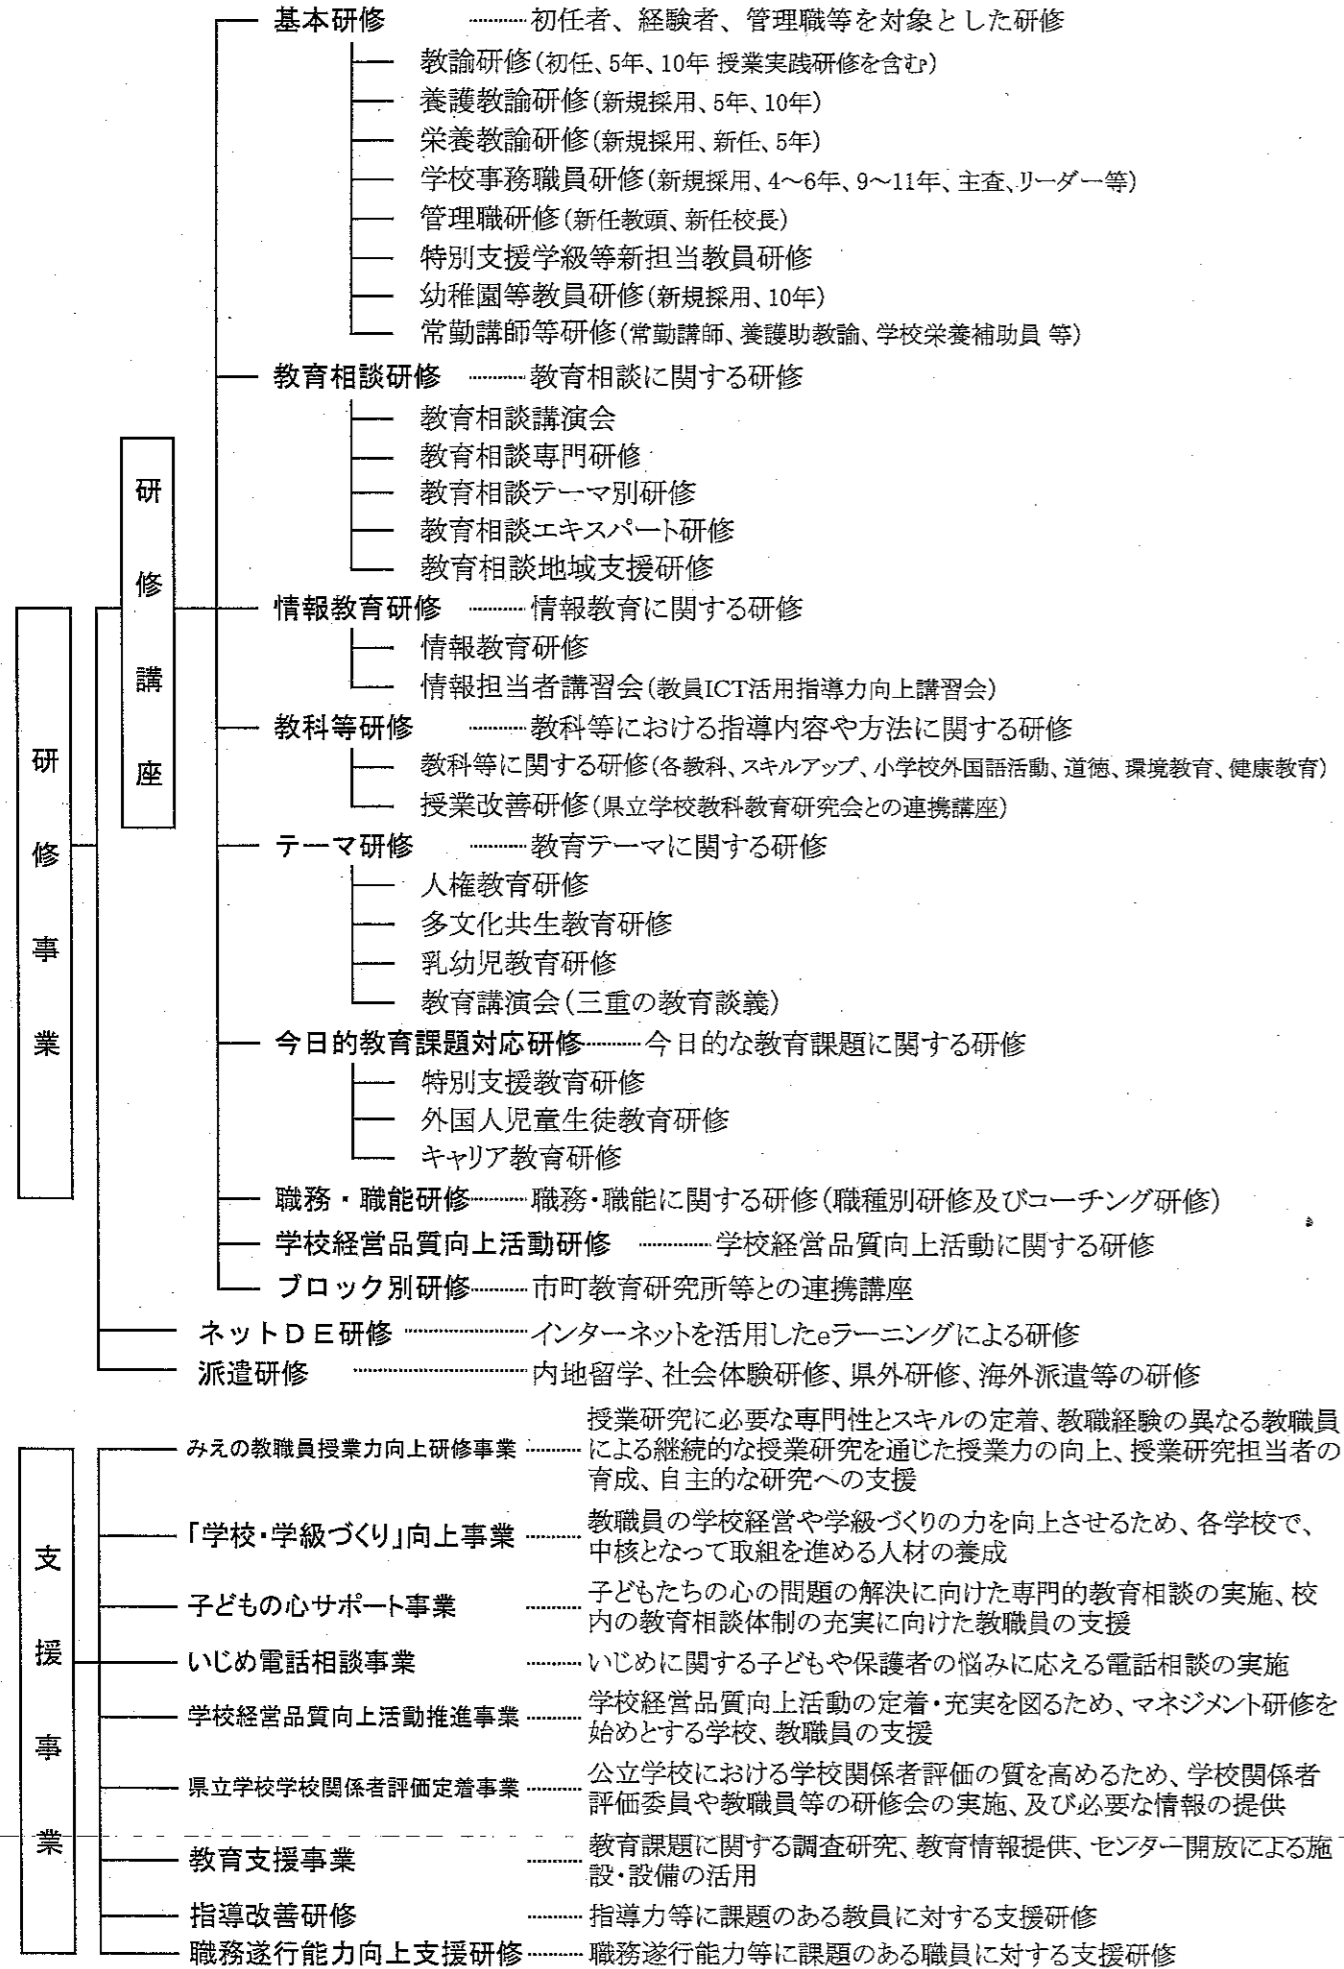 研修事業
研修講座
基本研修 ………初任者、経験者、管理職等を対象とした研修
教諭研修(初任、5年、10年 授業実践研修を含む)
養護教諭研修(新規採用、5年、10年)
栄養教諭研修(新規採用、新任、5年)
学校事務職員研修(新規採用、4～6年、9～11年、主査、リーダー等)
管理職研修(新任教頭、新任校長)
特別支援学級等新担当教員研修
幼稚園等教員研修(新規採用、10年)
常勤講師等研修(常勤講師、養護助教諭、学校栄養補助員 等)
教育相談研修 ………教育相談に関する研修
教育相談講演会
教育相談専門研修
教育相談テーマ別研修
教育相談エキスパート研修
教育相談地域支援研修
情報教育研修 ………情報教育に関する研修
情報教育研修
情報担当者講習会(教員ICT活用指導力向上講習会)
教科等研修 ………教科等における指導内容や方法に関する研修
教科等に関する研修(各教科、スキルアップ、小学校外国語活動、道徳、環境教育、健康教育)
授業改善研修(県立学校教科教育研究会との連携講座)
テーマ研修 ………教育テーマに関する研修
人権教育研修
多文化共生教育研修
乳幼児教育研修
教育講演会(三重の教育談義)
今日的教育課題対応研修………今日的な教育課題に関する研修
特別支援教育研修
外国人児童生徒教育研修
キャリア教育研修
職務・職能研修………職務・職能に関する研修(職種別研修及びコーチング研修)
学校経営品質向上活動研修 ………学校経営品質向上活動に関する研修
ブロック別研修………市町教育研究所等との連携講座
ネットDE研修 ………………インターネットを活用したeラーニングによる研修
派遣研修 ………………内地留学、社会体験研修、県外研修、海外派遣等の研修
支援事業
みえの教職員授業力向上研修事業 ………授業研究に必要な専門性とスキルの定着、教職経験の異なる教職員
による継続的な授業研究を通じた授業力の向上、授業研究担当者の
育成、自主的な研究への支援
「学校・学級づくり」向上事業 ………教職員の学校経営や学級づくりの力を向上させるため、各学校で、
中核となって取組を進める人材の養成
子どもの心サポート事業 ………子どもたちの心の問題の解決に向けた専門的教育相談の実施、校
内の教育相談体制の充実に向けた教職員の支援
いじめ電話相談事業 ………いじめに関する子どもや保護者の悩みに応える電話相談の実施
学校経営品質向上活動推進事業 ………学校経営品質向上活動の定着・充実を図るため、マネジメント研修を
始めとする学校、教職員の支援
県立学校学校関係者評価定着事業 ………公立学校における学校関係者評価の質を高めるため、学校関係者
評価委員や教職員等の研修会の実施、及び必要な情報の提供
教育支援事業 ………教育課題に関する調査研究、教育情報提供、センター開放による施
設・設備の活用
指導改善研修 ………指導力等に課題のある教員に対する支援研修
職務遂行能力向上支援研修………職務遂行能力等に課題のある職員に対する支援研修